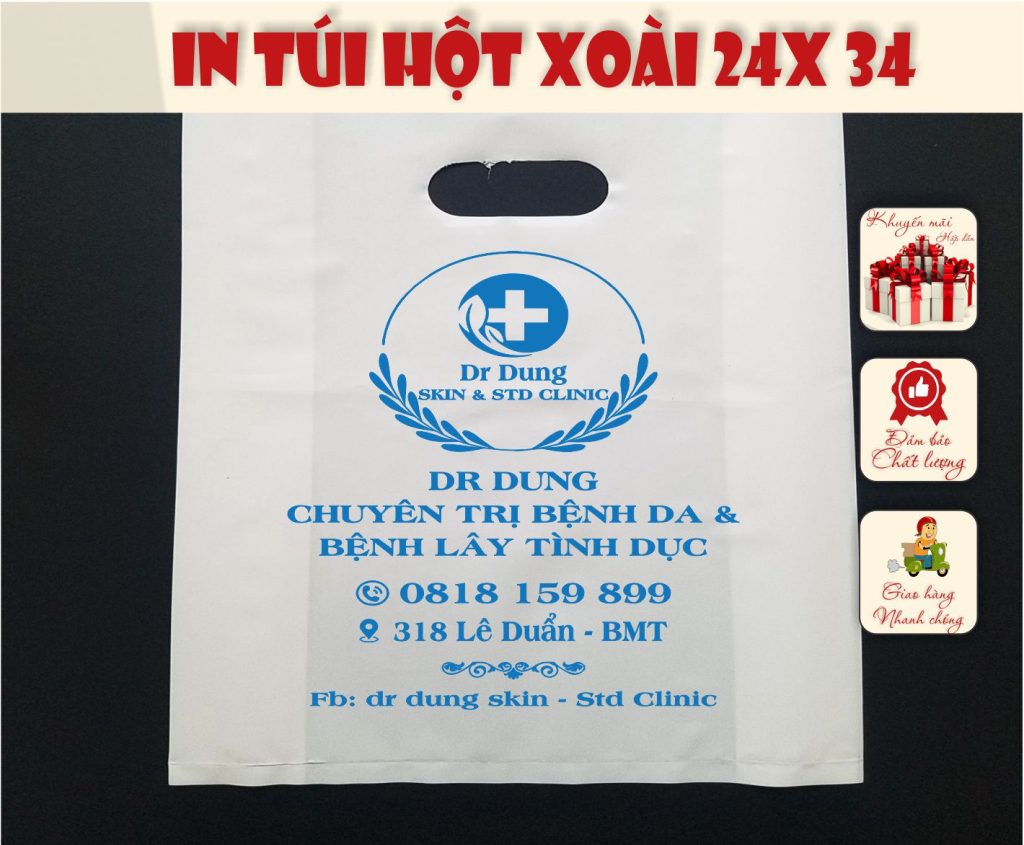 IN TÚI HỘT XOÀI 24X 34
Khuyến mãi
Hấp dẫn
Dr Dung
SKIN & STD CLINIC
Đảm bảo
Chất lượng
DR DUNG
CHUYÊN TRỊ BỆNH DA &
BỆNH LÂY TÌNH DỤC
0818 159 899
318 Lê Duẩn - BMT
Giao hàng
Nhanh chóng
Fb: dr dung skin - Std Clinic